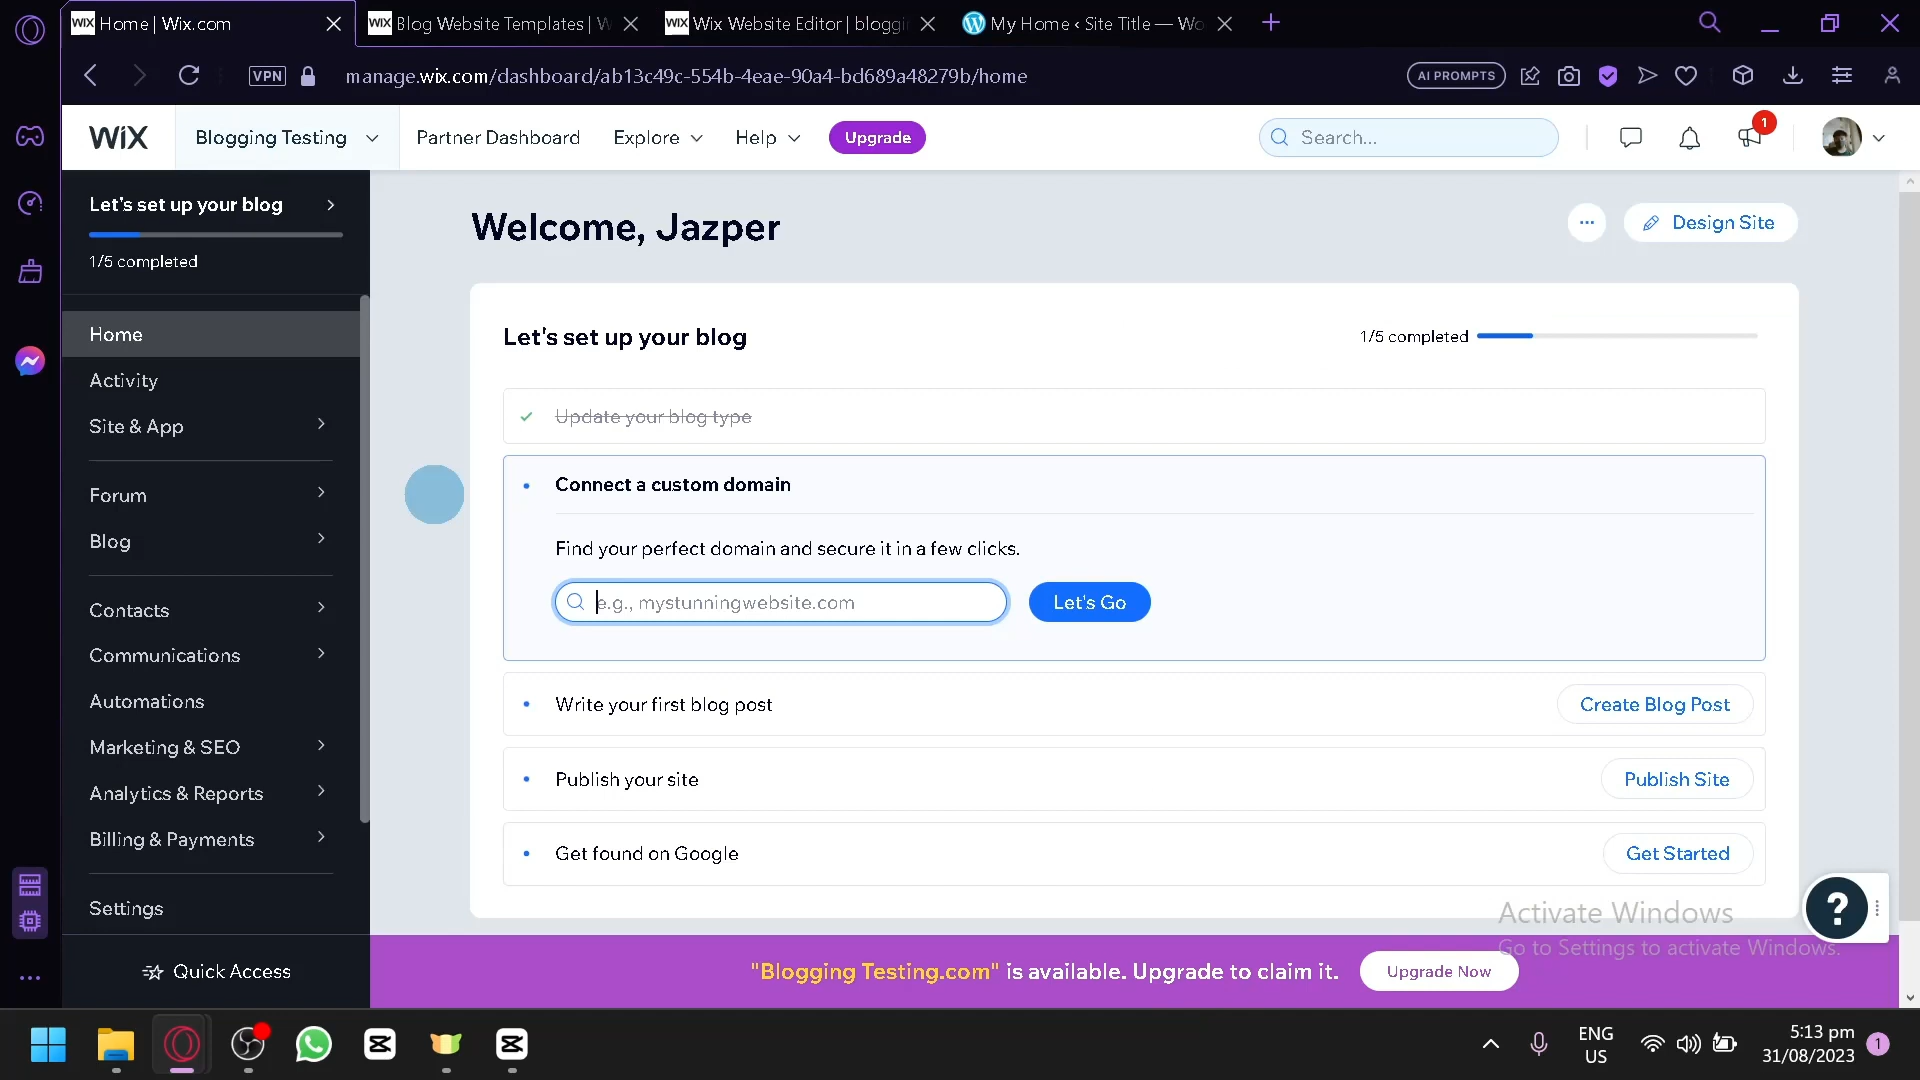 Home | Wix.com
Blog Website Templates | W
Wix Website Editor | bloggi
My Home ‹ Site Title — Wo
VPN
manage.wix.com/dashboard/ab13c49c-554b-4eae-90a4-bd689a48279b/home
AI PROMPTS
WIX
Blogging Testing
Partner Dashboard
Explore
Help
Upgrade
Search...
1
Let's set up your blog
1/5 completed
Home
Activity
Site & App
Forum
Blog
Contacts
Communications
Automations
Marketing & SEO
Analytics & Reports
Billing & Payments
Settings
Quick Access
Welcome, Jazper
Design Site
Let's set up your blog
1/5 completed
Update your blog type
Connect a custom domain
Find your perfect domain and secure it in a few clicks.
e.g., mystunningwebsite.com
Let's Go
Write your first blog post
Create Blog Post
Publish your site
Publish Site
Get found on Google
Get Started
Activate Windows
Go to Settings to activate Windows.
"Blogging Testing.com" is available. Upgrade to claim it.
Upgrade Now
ENG
US
5:13 pm
31/08/2023
1